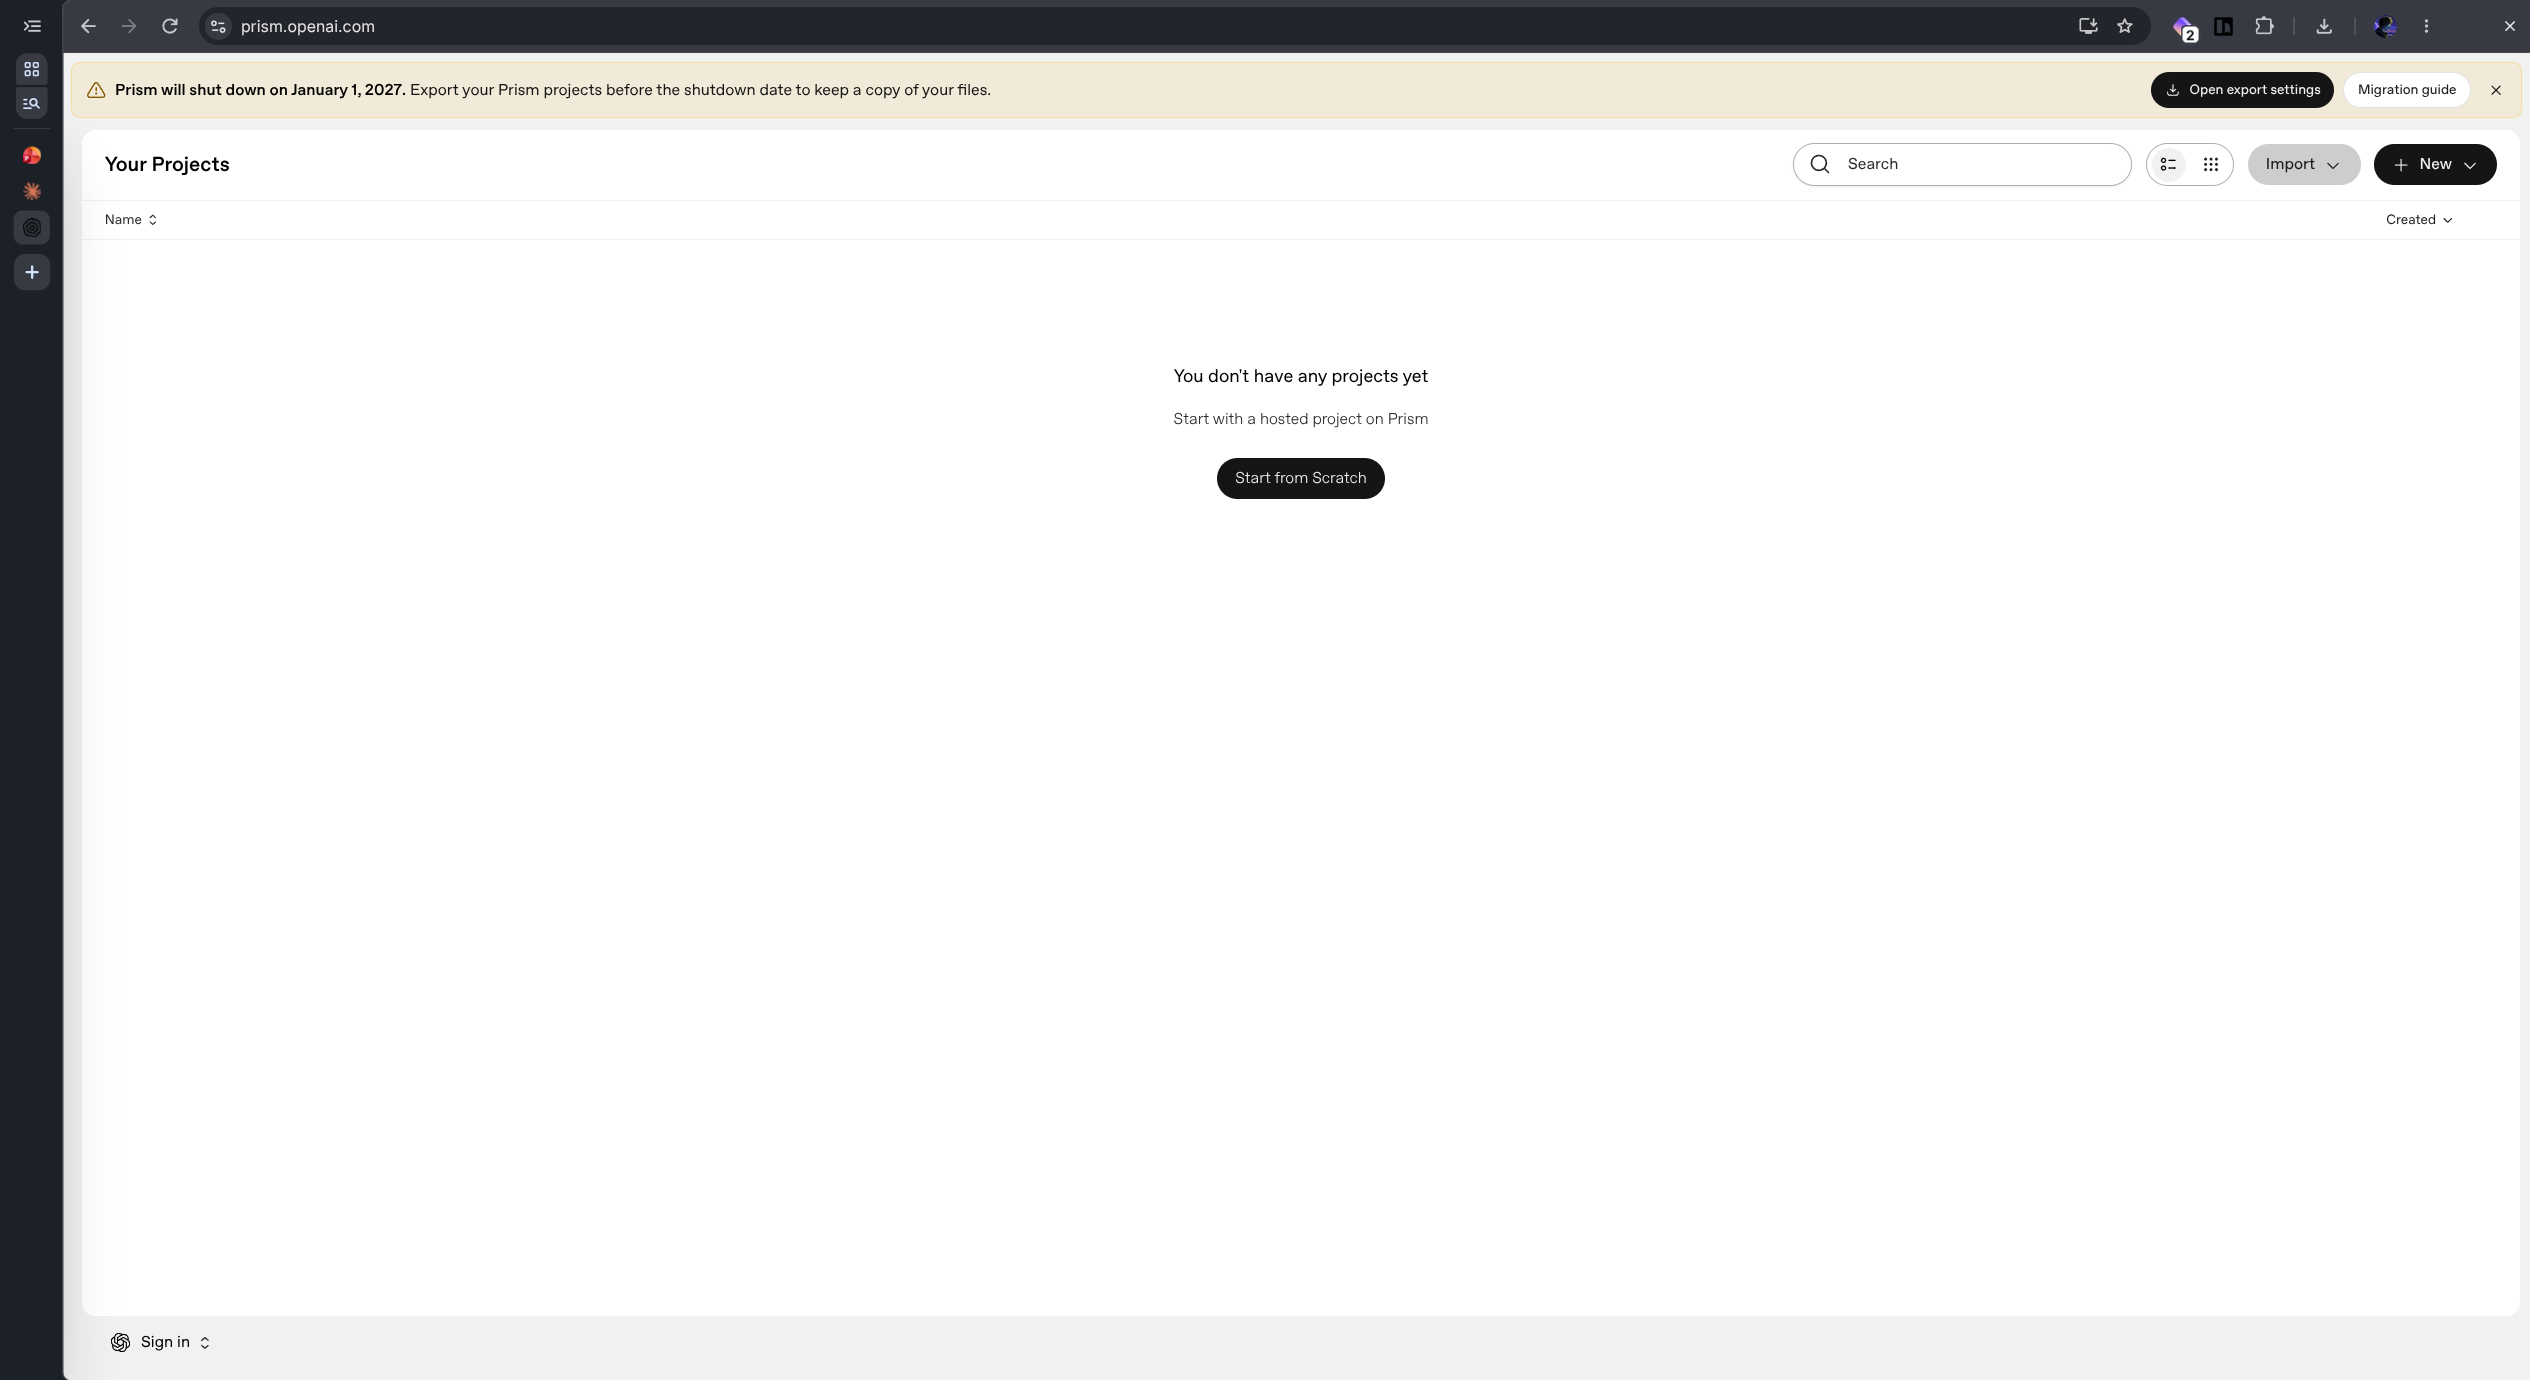 prism.openai.com
2
Prism will shut down on January 1, 2027. Export your Prism projects before the shutdown date to keep a copy of your files.
Open export settings
Migration guide
Your Projects
Search
Import
New
Name
Created
You don't have any projects yet
Start with a hosted project on Prism
Start from Scratch
Sign in